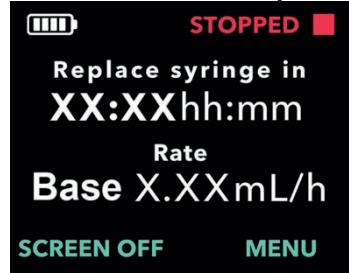 STOPPED
Replace syringe in
XX:XXhh:mm
Rate
Base X.XXmL/h
SCREEN OFF MENU